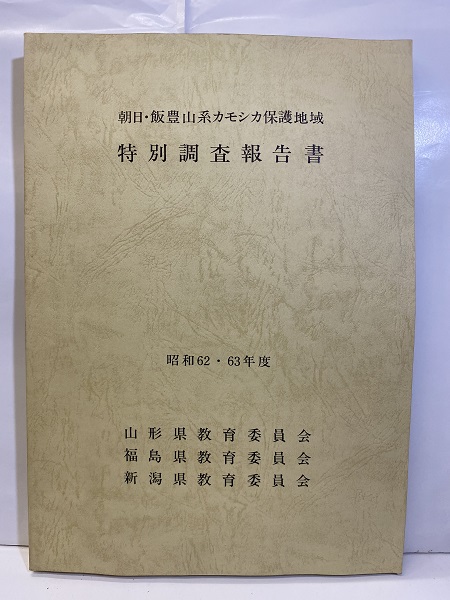 朝日・飯豊山系カモシカ保護地域
特別調査報告書
昭和62・63年度
山形県教育委員会
福島県教育委員会
新潟県教育委員会